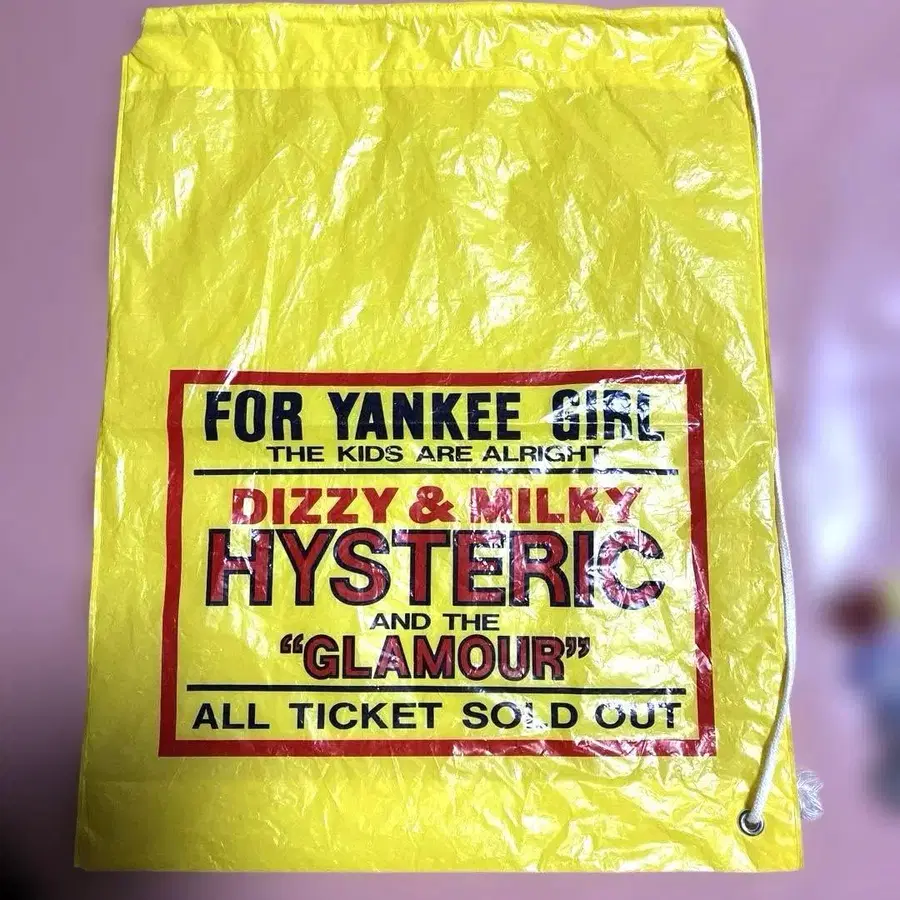 FOR YANKEE GIRL
THE KIDS ARE ALRIGHT
DIZZY & MILKY
HYSTERIC
AND THE
“GLAMOUR”
ALL TICKET SOLD OUT